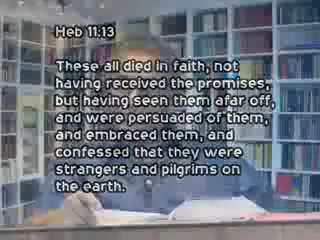 Heb 11;13
These all died in faith, not
having received the promises,
but having seen them afar off,
and were persuaded of them,
and embraced them, and
confessed that they were
strangers and pilgrims on
the earth.